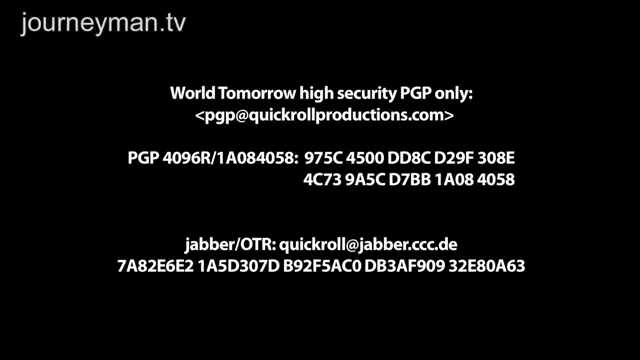 journeyman.tv
World Tomorrow high security PGP only:
<pgp@quickrollproductions.com>
PGP 4096R/1A084058: 975C 4500 DD8C D29F 308E
4C73 9A5C D7BB 1A08 4058
jabber/OTR: quickroll@jabber.ccc.de
7A82E6E2 1A5D307D B92F5AC0 DB3AF909 32E80A63